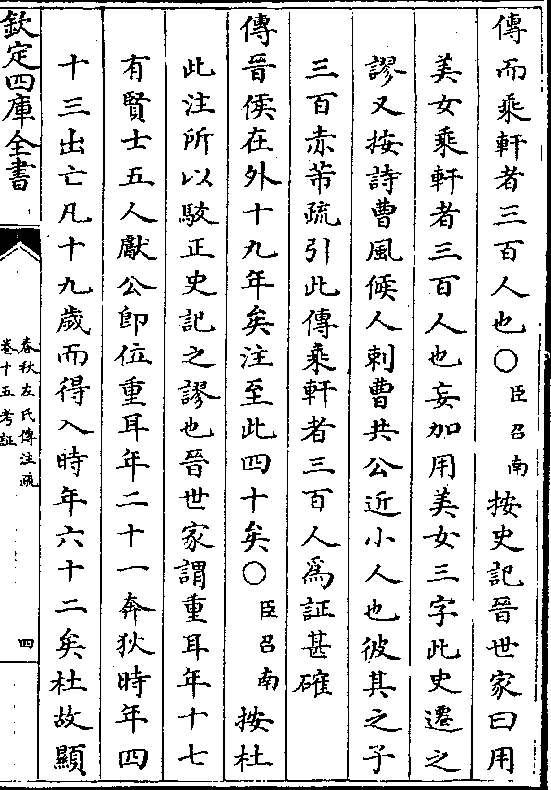 傳而乘軒者三百人也○臣召南按史記晉世家曰用
美女乘軒者三百人也妄加用美女三字此史遷之
謬又按詩曹風候人刺曹共公近小人也彼其之子
三百赤芾疏引此傳乘軒者三百人爲証甚確
傳晉侯在外十九年矣注至此四十矣○臣召南按杜
此注所以駁正史記之謬也晉世家謂重耳年十七
有賢士五人獻公即位重耳年二十一奔狄時年四
十三出亡凡十九歲而得入時年六十二矣杜故顯
欽定四庫全書
春秋左氏傳注疏
卷十五考証
四